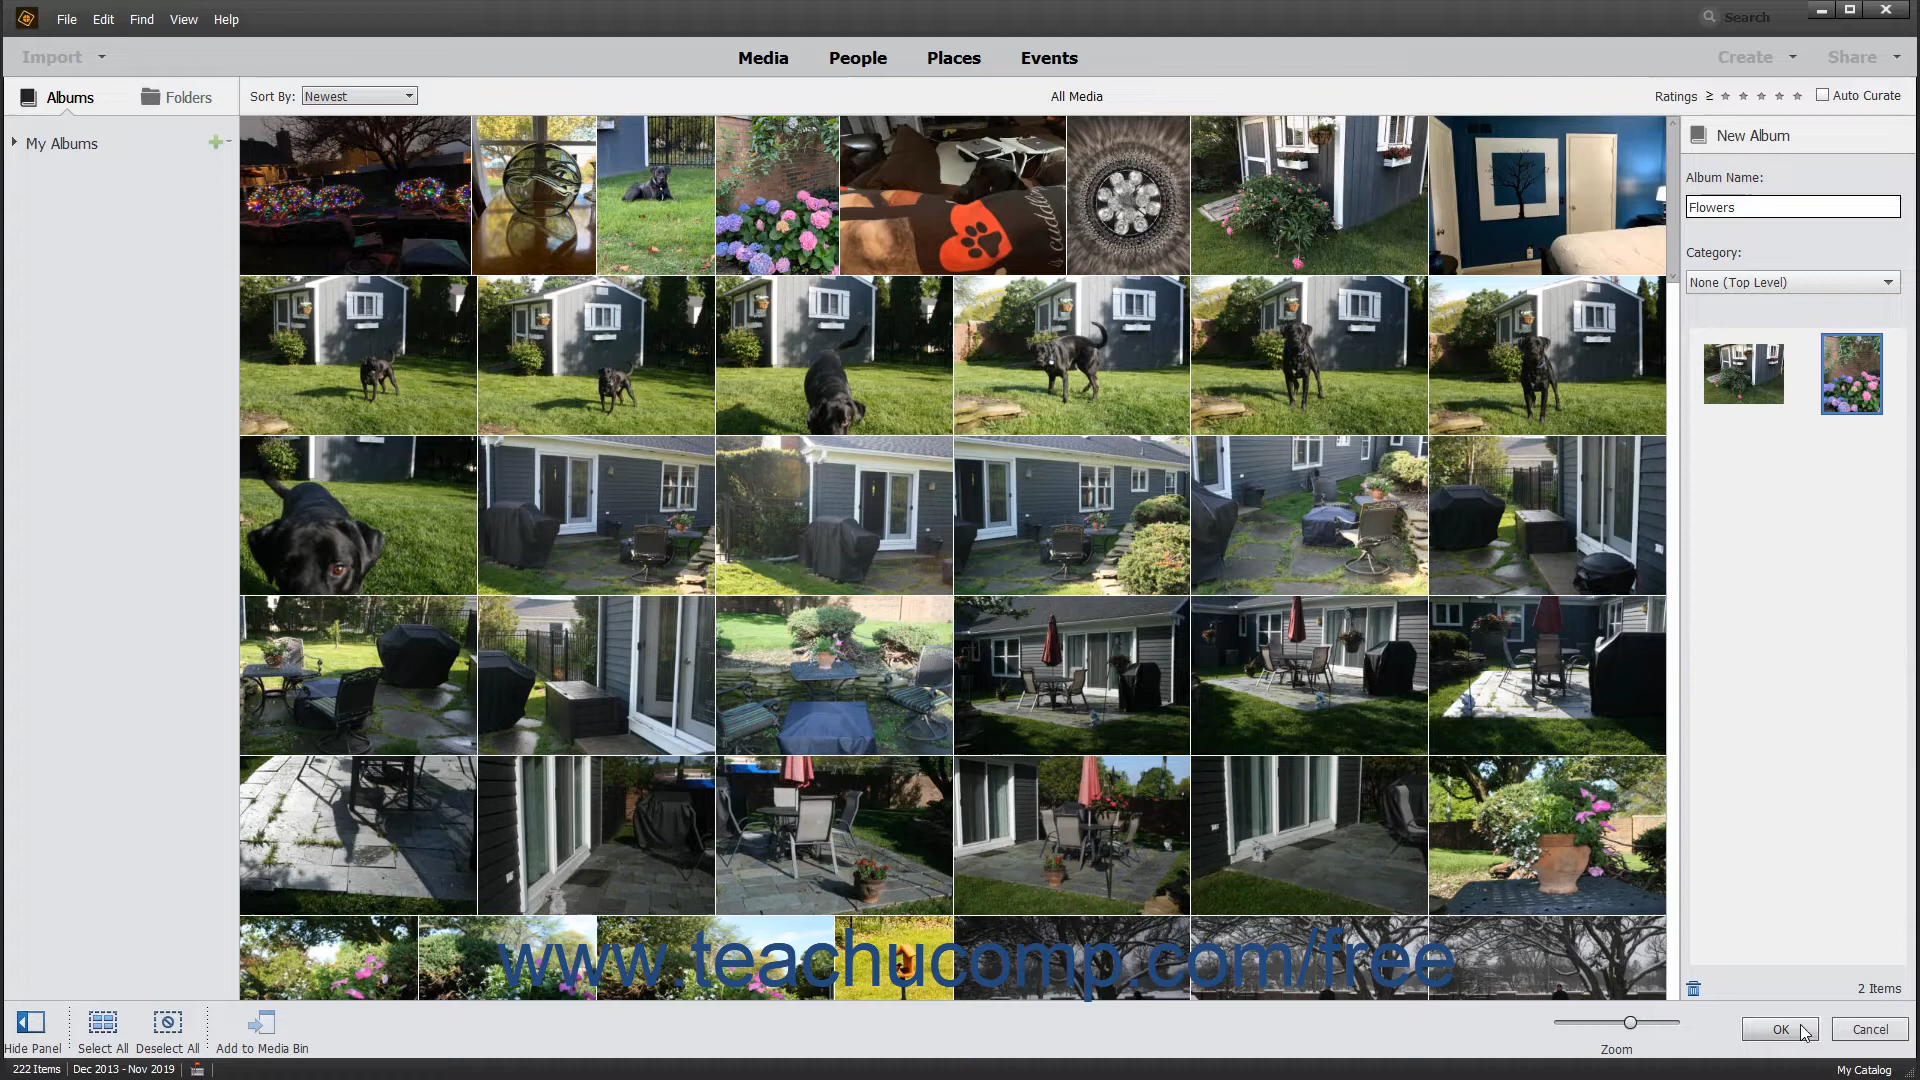 File Edit Find View Help
Search
Import Media People Places Events Create Share
Albums Folders Sort By: Newest All Media Ratings ≥ Auto Curate
My Albums
New Album
Album Name:
Flowers
Category:
None (Top Level)
cuddle
www.teachucomp.com/free
2 Items
Hide Panel Select All Deselect All Add to Media Bin Zoom OK Cancel
222 Items Dec 2013 - Nov 2019 My Catalog